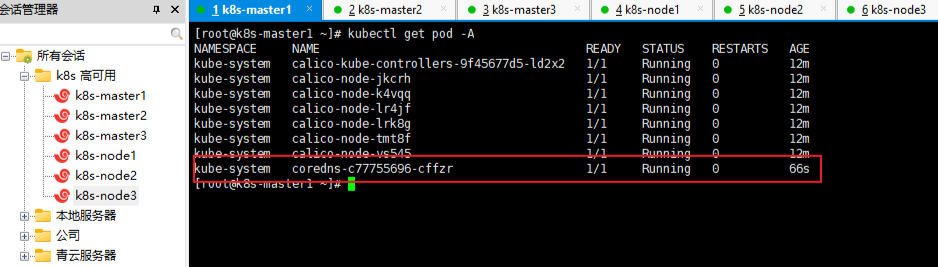 会话管理器
所有会话
k8s 高可用
k8s-master1
k8s-master2
k8s-master3
k8s-node1
k8s-node2
k8s-node3
本地服务器
公司
青云服务器
1 k8s-master1
2 k8s-master2
3 k8s-master3
4 k8s-node1
5 k8s-node2
6 k8s-node3
[root@k8s-master1 ~]# kubectl get pod -A
NAMESPACE NAME READY STATUS RESTARTS AGE
kube-system calico-kube-controllers-9f45677d5-ld2x2 1/1 Running 0 12m
kube-system calico-node-jkcrh 1/1 Running 0 12m
kube-system calico-node-k4vqq 1/1 Running 0 12m
kube-system calico-node-lr4jf 1/1 Running 0 12m
kube-system calico-node-lrk8g 1/1 Running 0 12m
kube-system calico-node-tmt8f 1/1 Running 0 12m
kube-system calico-node-vs545 1/1 Running 0 12m
kube-system coredns-c77755696-cffzr 1/1 Running 0 66s
[root@k8s-master1 ~]#